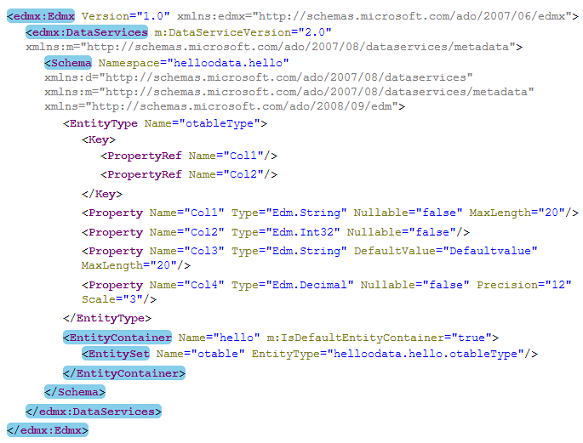 <edmx:Edmx Version="1.0" xmlns:edmx="http://schemas.microsoft.com/ado/2007/06/edmx">
<edmx:DataServices m:DataServiceVersion="2.0"
xmlns:m="http://schemas.microsoft.com/ado/2007/08/dataservices/metadata">
<Schema Namespace="helloodata.hello"
xmlns:d="http://schemas.microsoft.com/ado/2007/08/dataservices"
xmlns:m="http://schemas.microsoft.com/ado/2007/08/dataservices/metadata"
xmlns="http://schemas.microsoft.com/ado/2008/09/edm">
<EntityType Name="otableType">
<Key>
<PropertyRef Name="Col1"/>
<PropertyRef Name="Col2"/>
</Key>
<Property Name="Col1" Type="Edm.String" Nullable="false" MaxLength="20"/>
<Property Name="Col2" Type="Edm.Int32" Nullable="false"/>
<Property Name="Col3" Type="Edm.String" DefaultValue="Defaultvalue"
MaxLength="20"/>
<Property Name="Col4" Type="Edm.Decimal" Nullable="false" Precision="12"
Scale="3"/>
</EntityType>
<EntityContainer Name="hello" m:IsDefaultEntityContainer="true">
<EntitySet Name="otable" EntityType="helloodata.hello.otableType"/>
</EntityContainer>
</Schema>
</edmx:DataServices>
</edmx:Edmx>